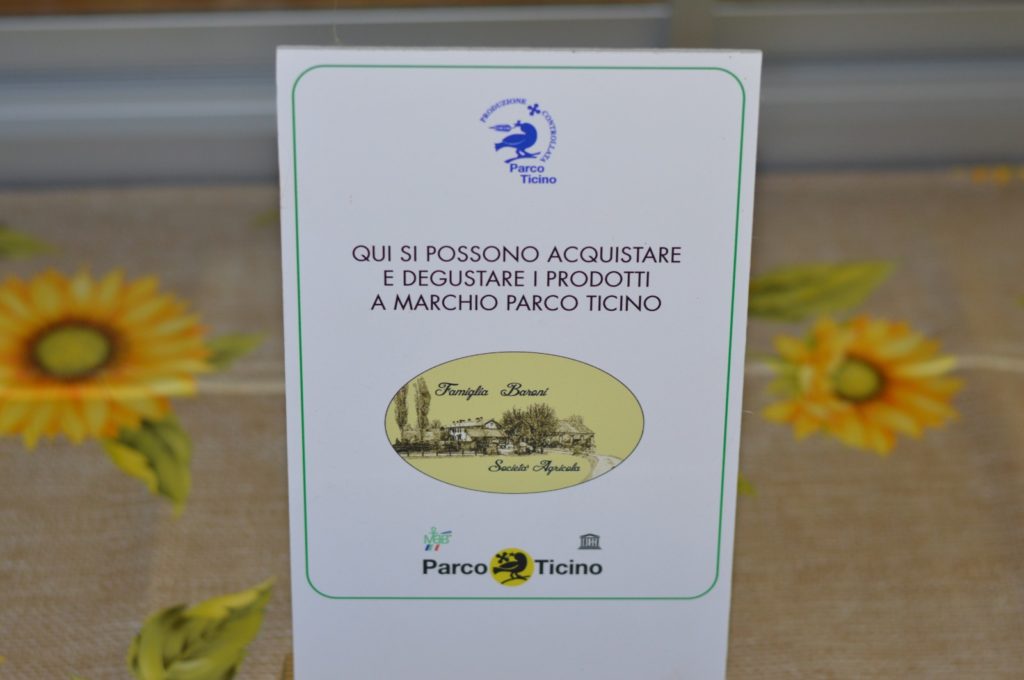 PRODUZIONE CONTROLLATA
Parco
Ticino
QUI SI POSSONO ACQUISTARE
E DEGUSTARE I PRODOTTI
A MARCHIO PARCO TICINO
Famiglia Baroni
Società Agricola
Parco Ticino